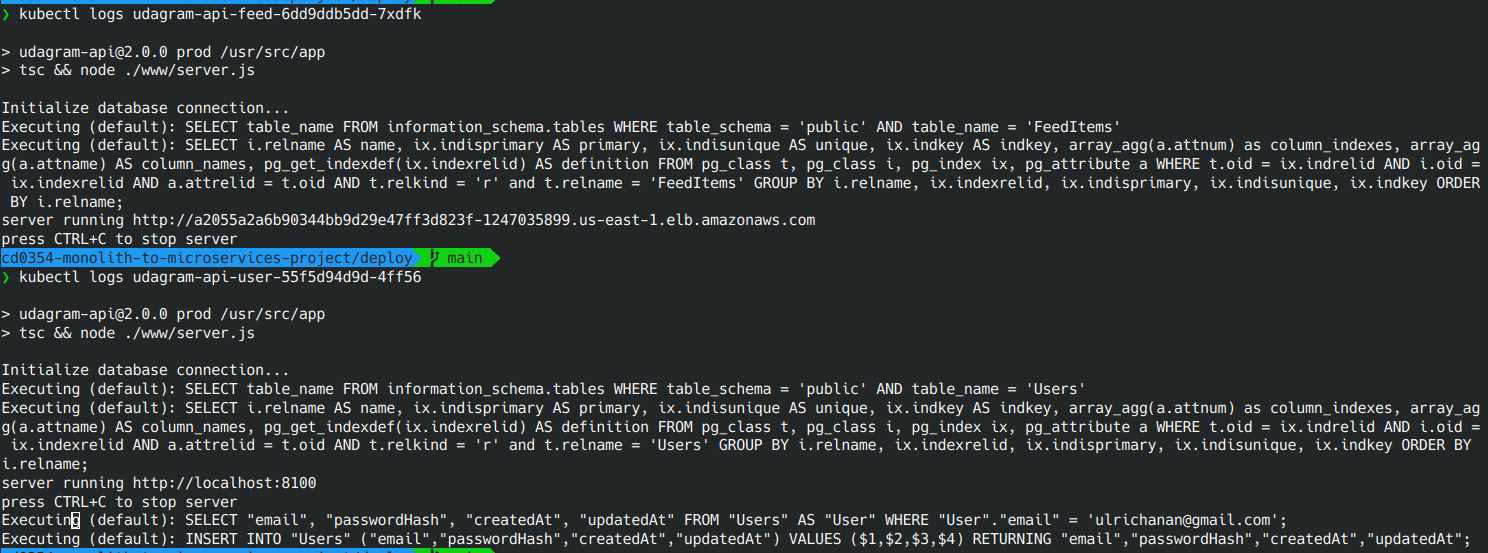 ❯ kubectl logs udagram-api-feed-6dd9ddb5dd-7xdfk
> udagram-api@2.0.0 prod /usr/src/app
> tsc && node ./www/server.js
Initialize database connection...
Executing (default): SELECT table_name FROM information_schema.tables WHERE table_schema = 'public' AND table_name = 'FeedItems'
Executing (default): SELECT i.relname AS name, ix.indisprimary AS primary, ix.indisunique AS unique, ix.indkey AS indkey, array_agg(a.attnum) as column_indexes, array_ag
g(a.attname) AS column_names, pg_get_indexdef(ix.indexrelid) AS definition FROM pg_class t, pg_class i, pg_index ix, pg_attribute a WHERE t.oid = ix.indrelid AND i.oid =
ix.indexrelid AND a.attrelid = t.oid AND t.relkind = 'r' and t.relname = 'FeedItems' GROUP BY i.relname, ix.indexrelid, ix.indisprimary, ix.indisunique, ix.indkey ORDER
BY i.relname;
server running http://a2055a2a6b90344bb9d29e47ff3d823f-1247035899.us-east-1.elb.amazonaws.com
press CTRL+C to stop server
cd0354-monolith-to-microservices-project/deploy main
❯ kubectl logs udagram-api-user-55f5d94d9d-4ff56
> udagram-api@2.0.0 prod /usr/src/app
> tsc && node ./www/server.js
Initialize database connection...
Executing (default): SELECT table_name FROM information_schema.tables WHERE table_schema = 'public' AND table_name = 'Users'
Executing (default): SELECT i.relname AS name, ix.indisprimary AS primary, ix.indisunique AS unique, ix.indkey AS indkey, array_agg(a.attnum) as column_indexes, array_ag
g(a.attname) AS column_names, pg_get_indexdef(ix.indexrelid) AS definition FROM pg_class t, pg_class i, pg_index ix, pg_attribute a WHERE t.oid = ix.indrelid AND i.oid =
ix.indexrelid AND a.attrelid = t.oid AND t.relkind = 'r' and t.relname = 'Users' GROUP BY i.relname, ix.indexrelid, ix.indisprimary, ix.indisunique, ix.indkey ORDER BY
i.relname;
server running http://localhost:8100
press CTRL+C to stop server
Executing (default): SELECT "email", "passwordHash", "createdAt", "updatedAt" FROM "Users" AS "User" WHERE "User"."email" = 'ulrichanan@gmail.com';
Executing (default): INSERT INTO "Users" ("email","passwordHash","createdAt","updatedAt") VALUES ($1,$2,$3,$4) RETURNING "email","passwordHash","createdAt","updatedAt";